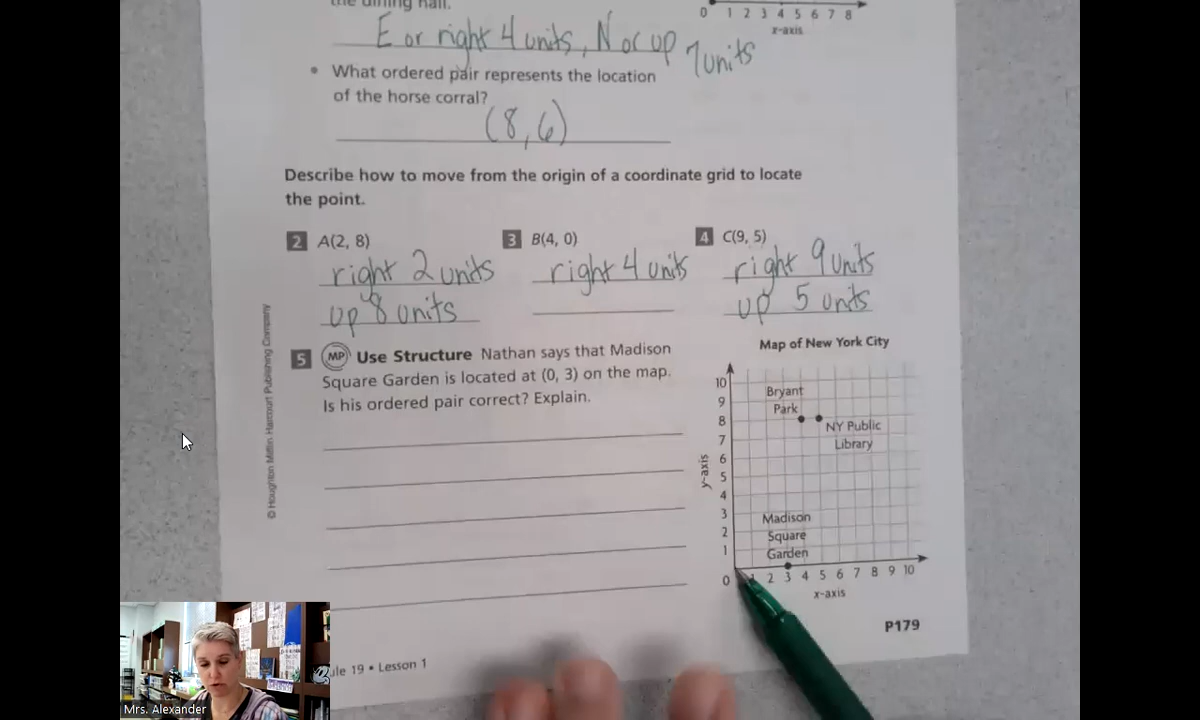 the dining hall.
E or right 4 units, N or up 7 units
• What ordered pair represents the location
of the horse corral?
(8, 6)
0 1 2 3 4 5 6 7 8
x-axis
Describe how to move from the origin of a coordinate grid to locate
the point.
2 A(2, 8)
right 2 units
up 8 units
3 B(4, 0)
right 4 units
4 C(9, 5)
right 9 units
up 5 units
5 MP Use Structure Nathan says that Madison
Square Garden is located at (0, 3) on the map.
Is his ordered pair correct? Explain.
Map of New York City
10
9
8
7
6
5
4
3
2
1
0
y-axis
Bryant
Park
NY Public
Library
Madison
Square
Garden
1 2 3 4 5 6 7 8 9 10
x-axis
© Houghton Mifflin Harcourt Publishing Company
P179
ule 19 • Lesson 1
Mrs. Alexander